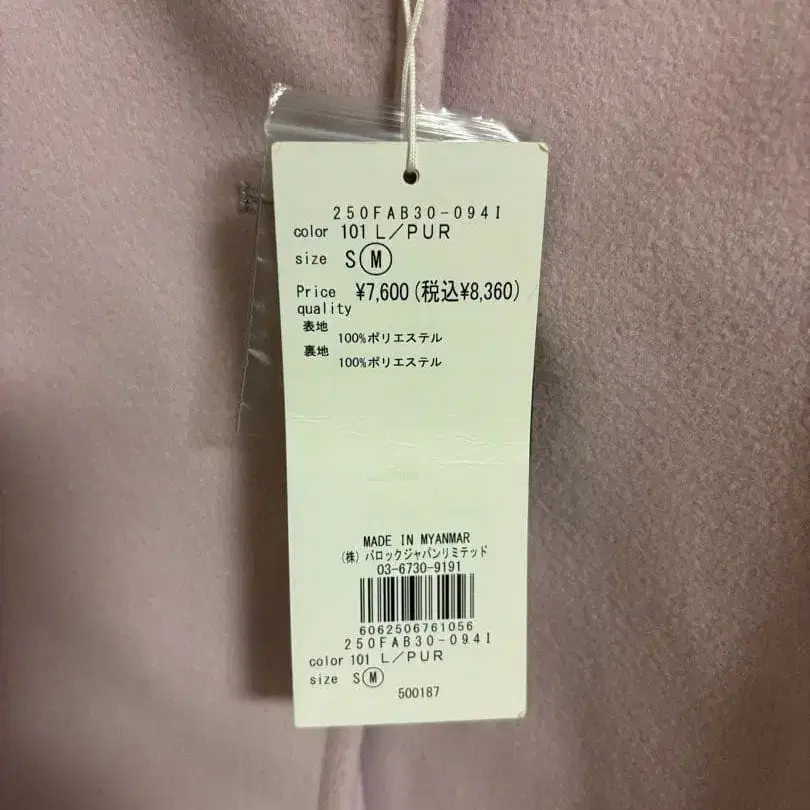 250FAB30-094I
color 101 L/PUR
size S M
Price ¥7,600(税込¥8,360)
quality
表地
100%ポリエステル
裏地
100%ポリエステル
MADE IN MYANMAR
(株)バロックジャパンリミテッド
03-6730-9191
6062506761056
250FAB30-094I
color 101 L/PUR
size S M
500187